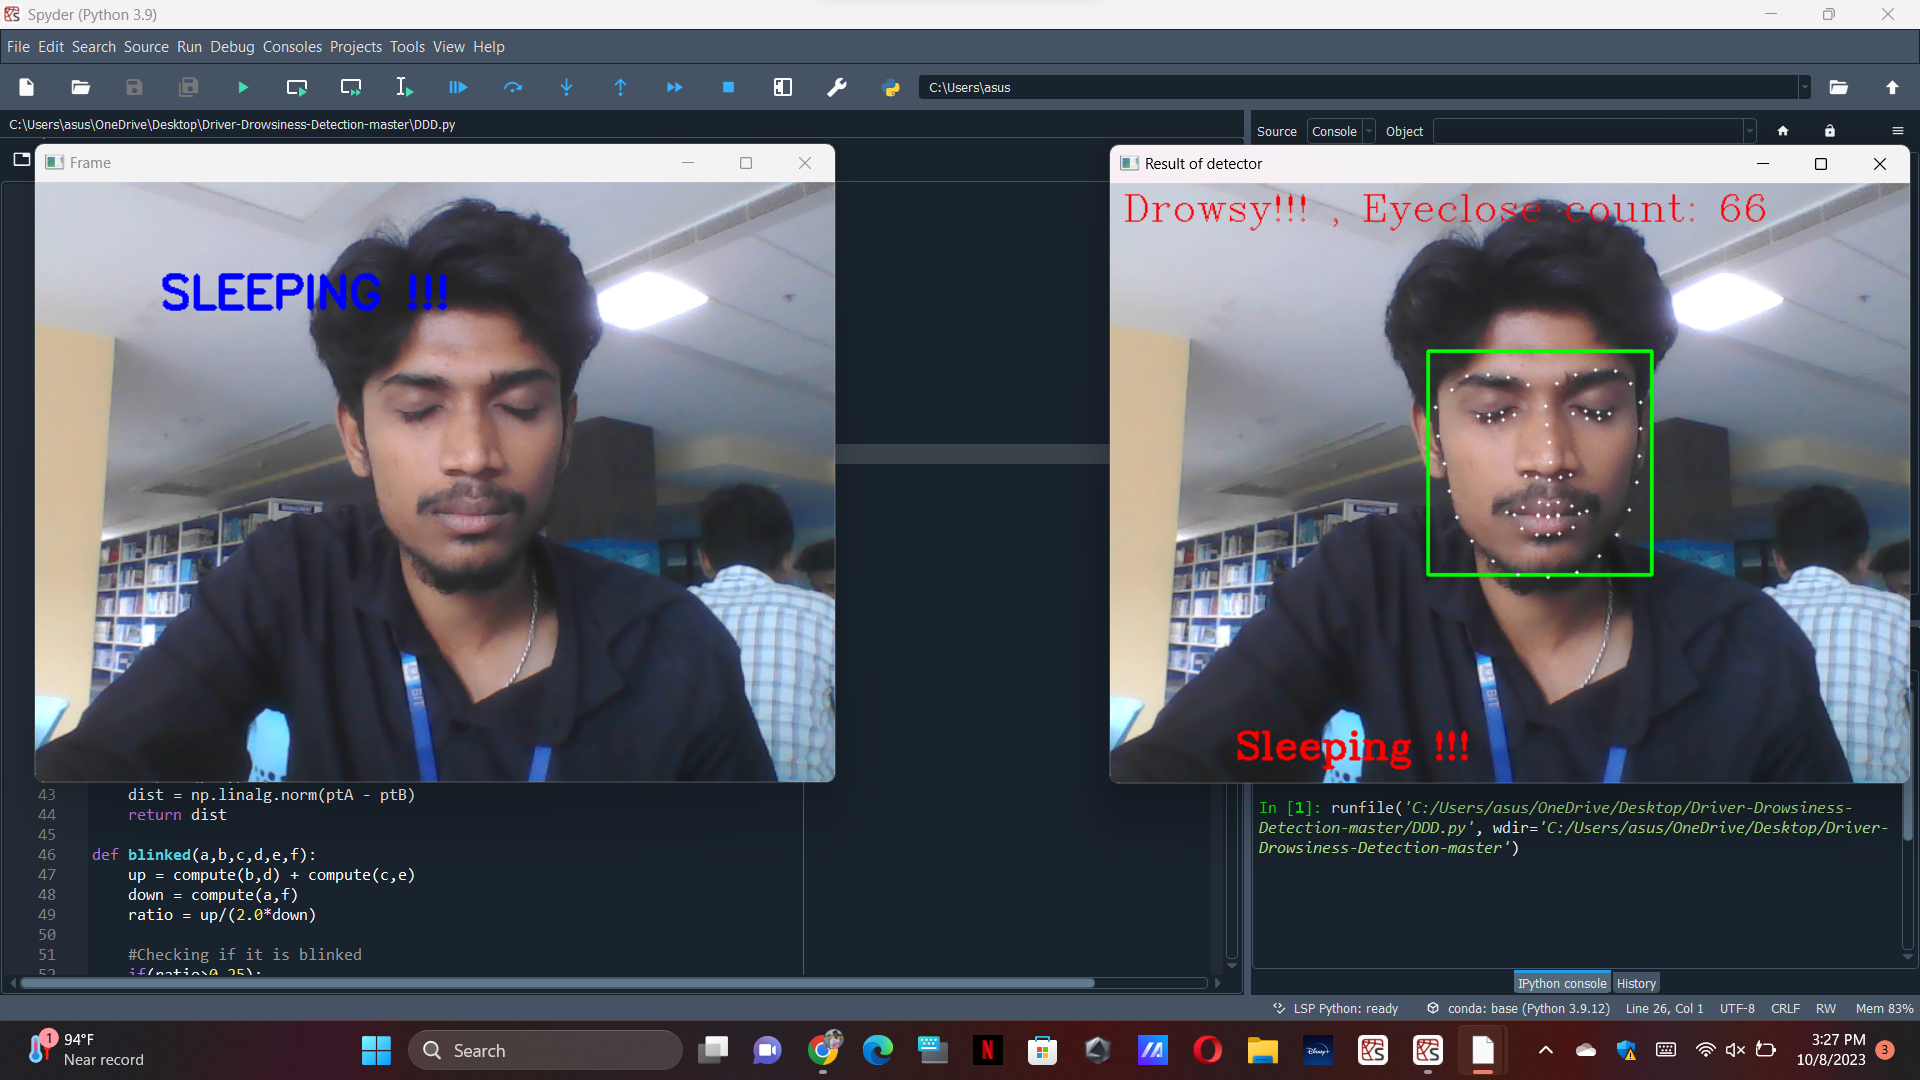 Spyder (Python 3.9)
File Edit Search Source Run Debug Consoles Projects Tools View Help
C:\Users\asus
C:\Users\asus\OneDrive\Desktop\Driver-Drowsiness-Detection-master\DDD.py
Source Console Object
Frame
SLEEPING !!!
Result of detector
Drowsy!!! , Eyeclose count: 66
BIT
Sleeping !!!
43 dist = np.linalg.norm(ptA - ptB)
44 return dist
45
46 def blinked(a,b,c,d,e,f):
47 up = compute(b,d) + compute(c,e)
48 down = compute(a,f)
49 ratio = up/(2.0*down)
50
51 #Checking if it is blinked
52 if(ratio>0.25):
In [1]: runfile('C:/Users/asus/OneDrive/Desktop/Driver-Drowsiness-
Detection-master/DDD.py', wdir='C:/Users/asus/OneDrive/Desktop/Driver-
Drowsiness-Detection-master')
IPython console History
LSP Python: ready conda: base (Python 3.9.12) Line 26, Col 1 UTF-8 CRLF RW Mem 83%
1
94°F
Near record
Search
N
Disney+
3:27 PM
10/8/2023
3